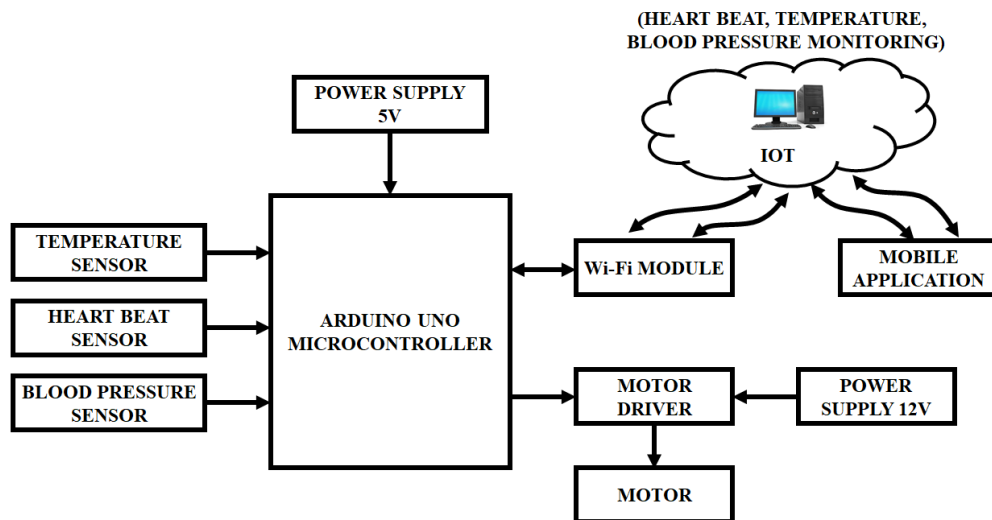 (HEART BEAT, TEMPERATURE,
BLOOD PRESSURE MONITORING)
POWER SUPPLY
5V
IOT
TEMPERATURE
SENSOR
HEART BEAT
SENSOR
BLOOD PRESSURE
SENSOR
ARDUINO UNO
MICROCONTROLLER
Wi-Fi MODULE
MOBILE
APPLICATION
MOTOR
DRIVER
POWER
SUPPLY 12V
MOTOR